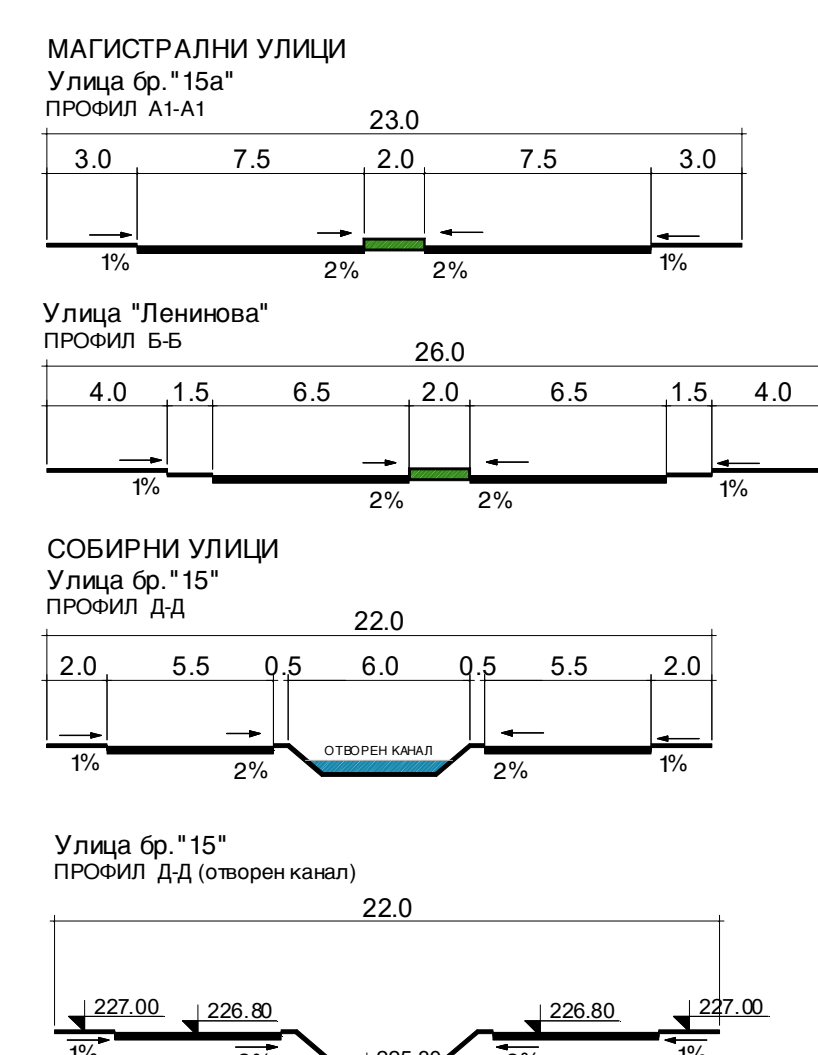 МАГИСТРАЛНИ УЛИЦИ
Улица бр."15а"
ПРОФИЛ А1-А1
23.0
3.0 7.5 2.0 7.5 3.0
1% 2% 2% 1%
Улица "Ленинова"
ПРОФИЛ Б-Б
26.0
4.0 1.5 6.5 2.0 6.5 1.5 4.0
1% 2% 2% 1%
СОБИРНИ УЛИЦИ
Улица бр."15"
ПРОФИЛ Д-Д
22.0
2.0 5.5 0.5 6.0 0.5 5.5 2.0
ОТВОРЕН КАНАЛ
1% 2% 2% 1%
Улица бр."15"
ПРОФИЛ Д-Д (отворен канал)
22.0
227.00 226.80 226.80 227.00
1% 1%